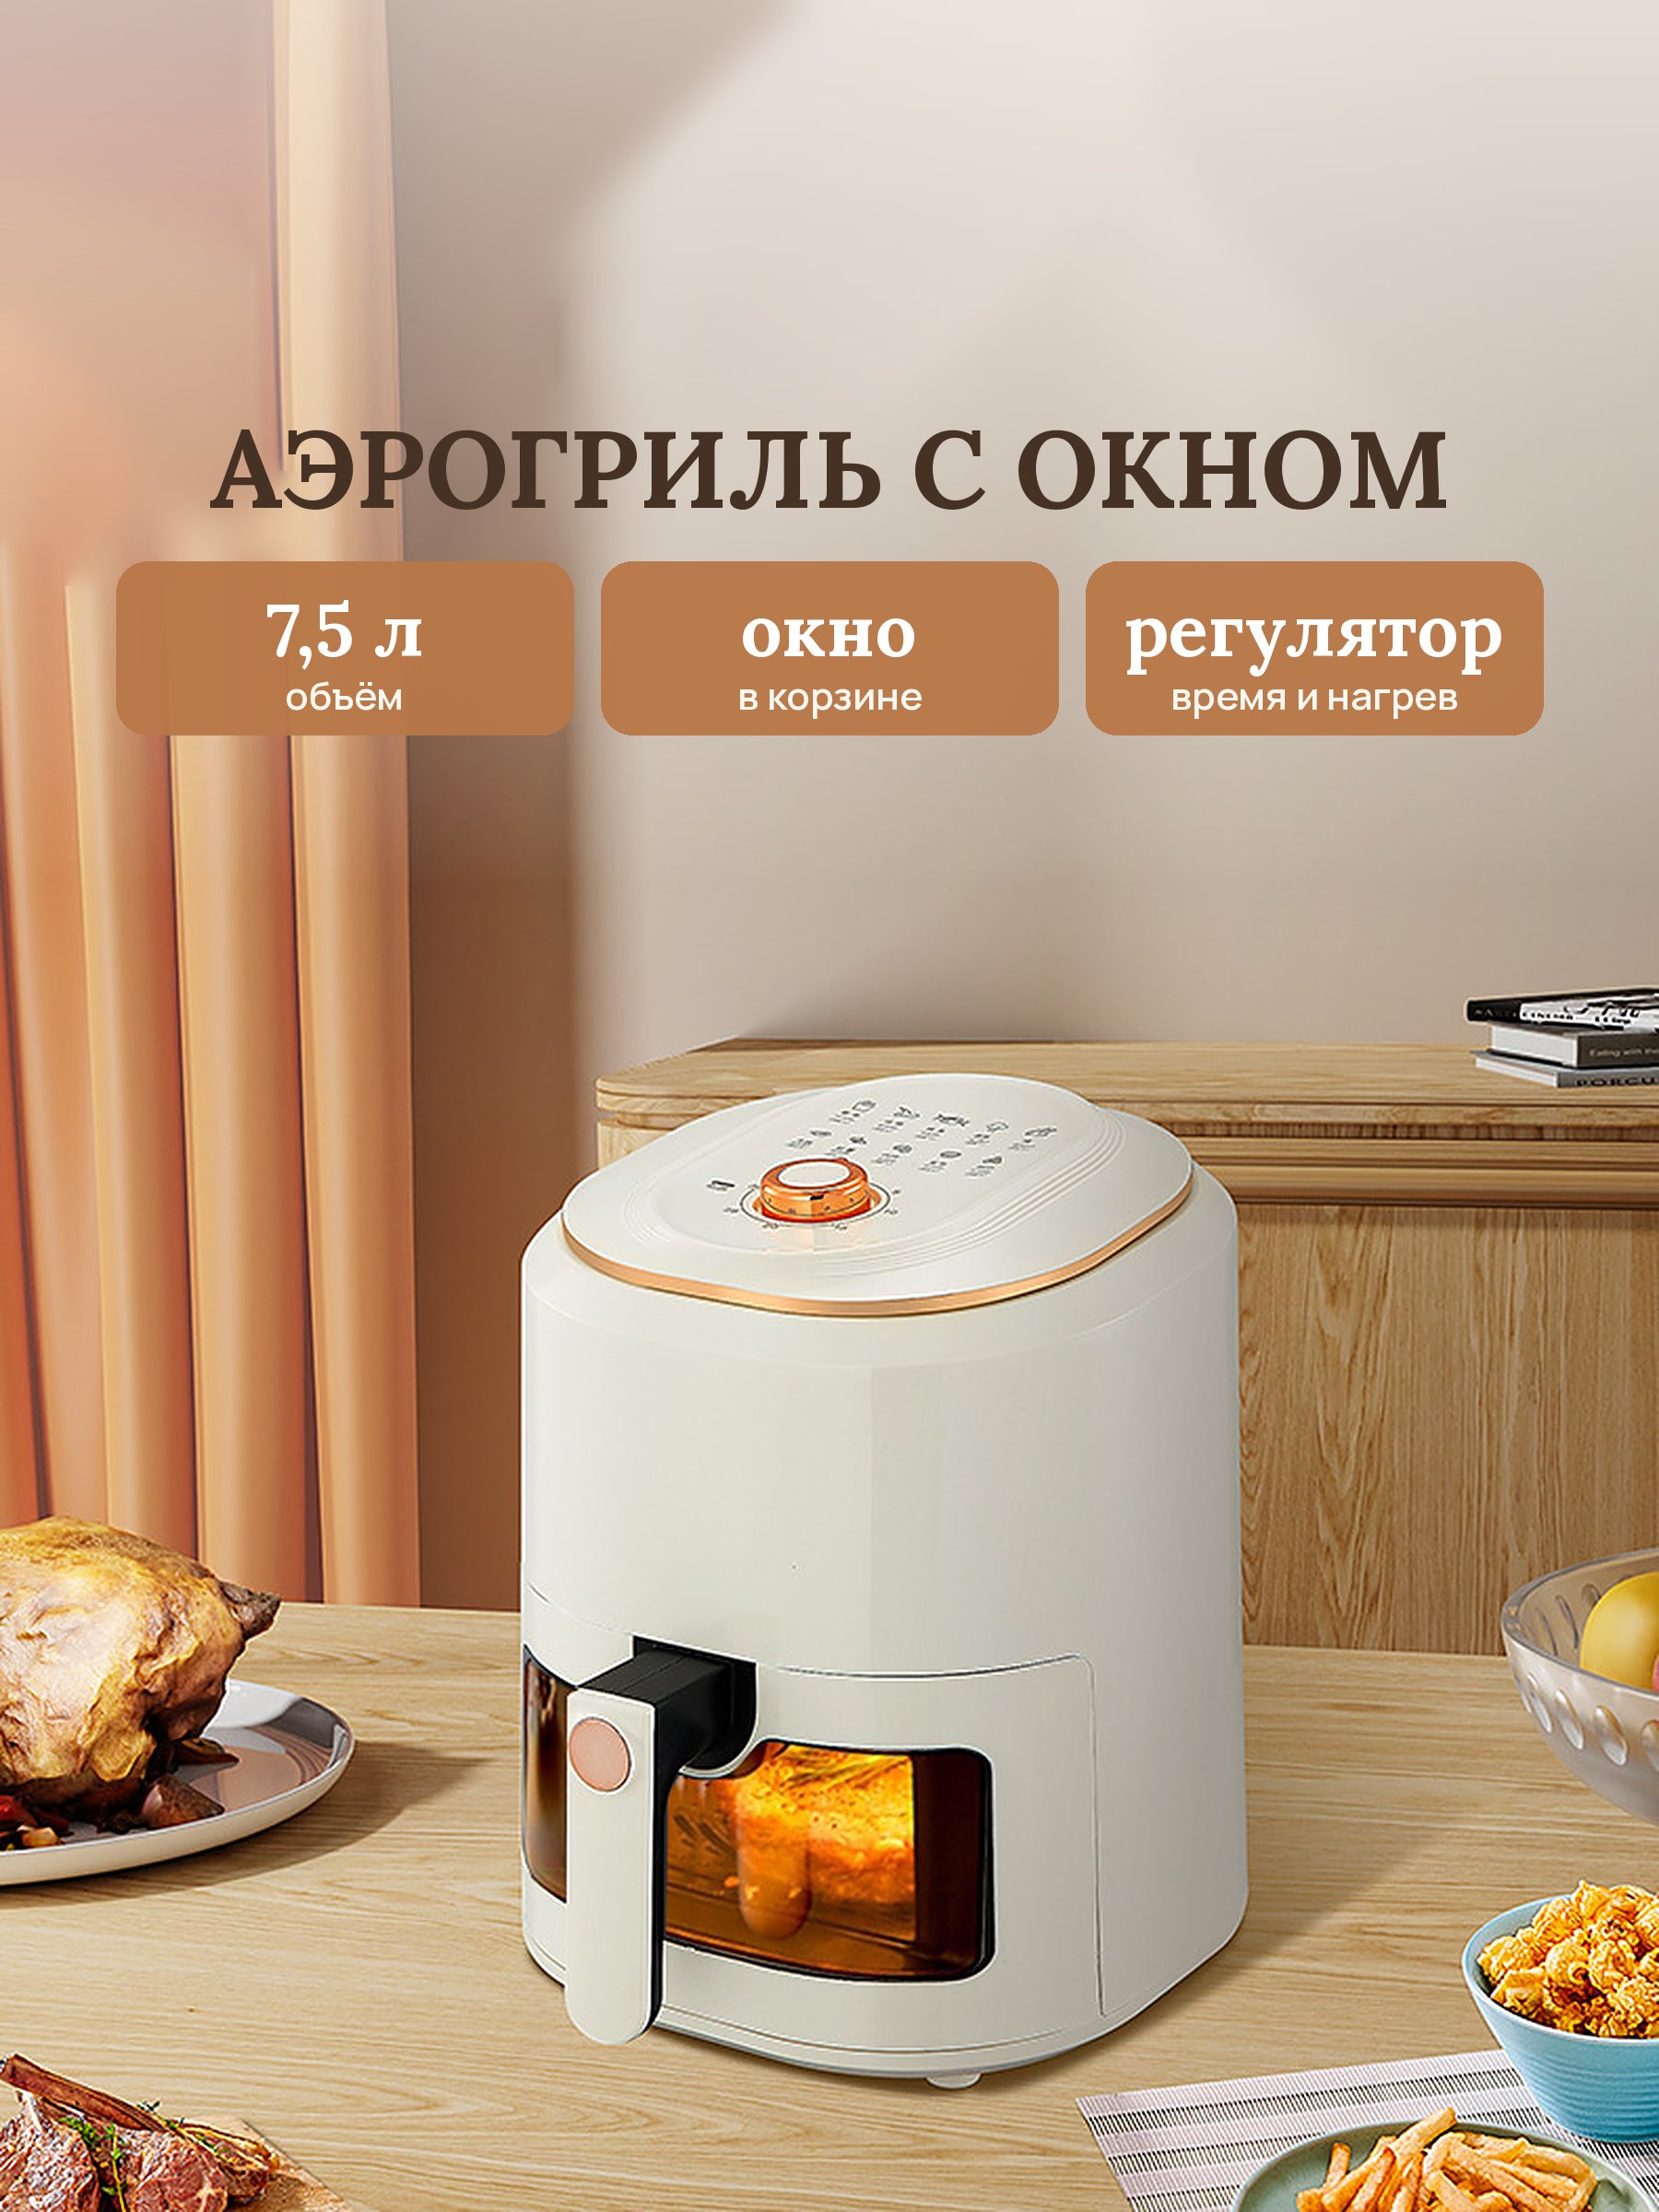 АЭРОГРИЛЬ С ОКНОМ
7,5 л
объём
окно
в корзине
регулятор
время и нагрев